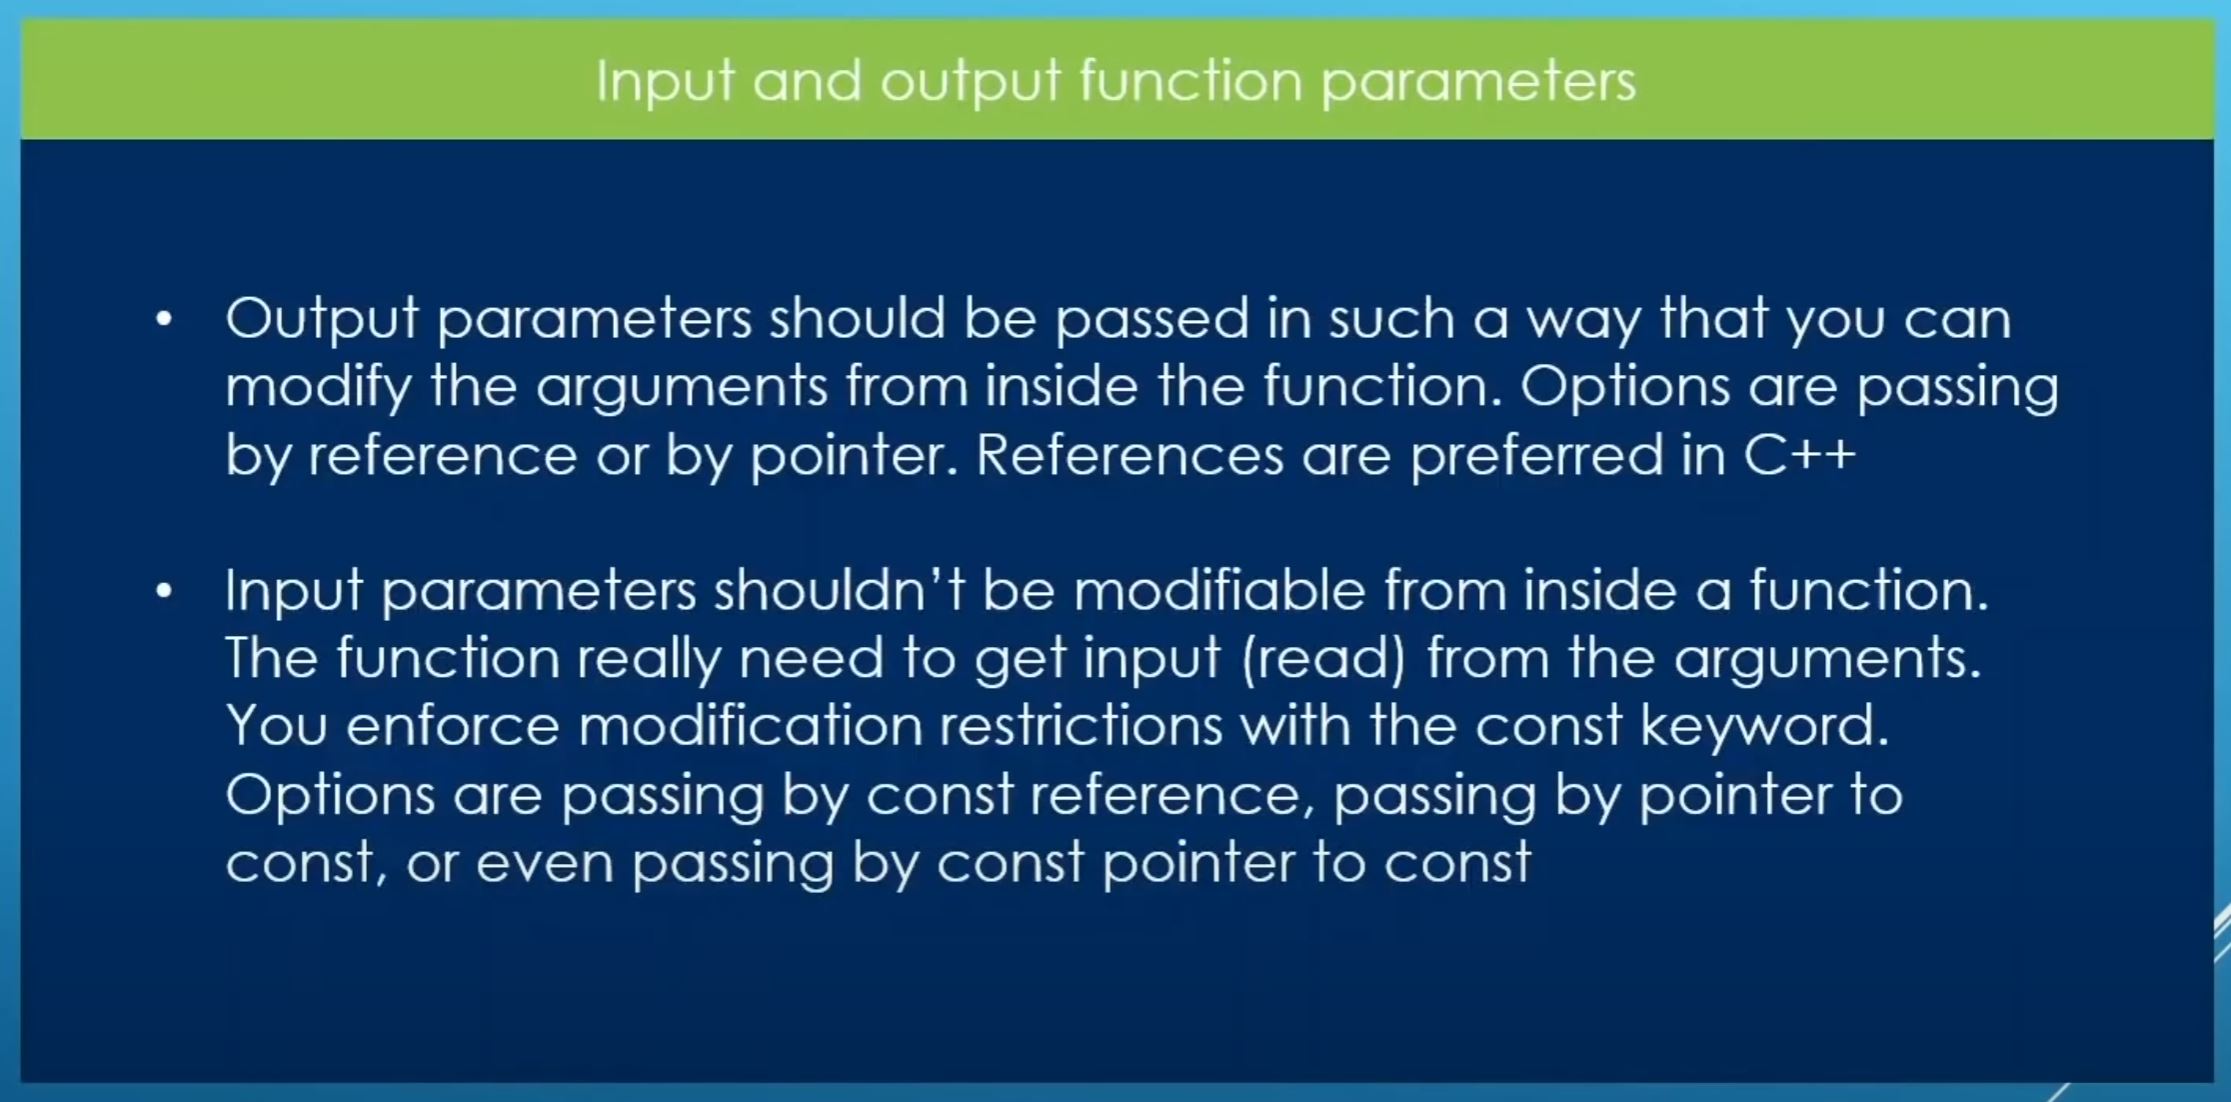 Input and output function parameters
• Output parameters should be passed in such a way that you can
modify the arguments from inside the function. Options are passing
by reference or by pointer. References are preferred in C++
• Input parameters shouldn't be modifiable from inside a function.
The function really need to get input (read) from the arguments.
You enforce modification restrictions with the const keyword.
Options are passing by const reference, passing by pointer to
const, or even passing by const pointer to const